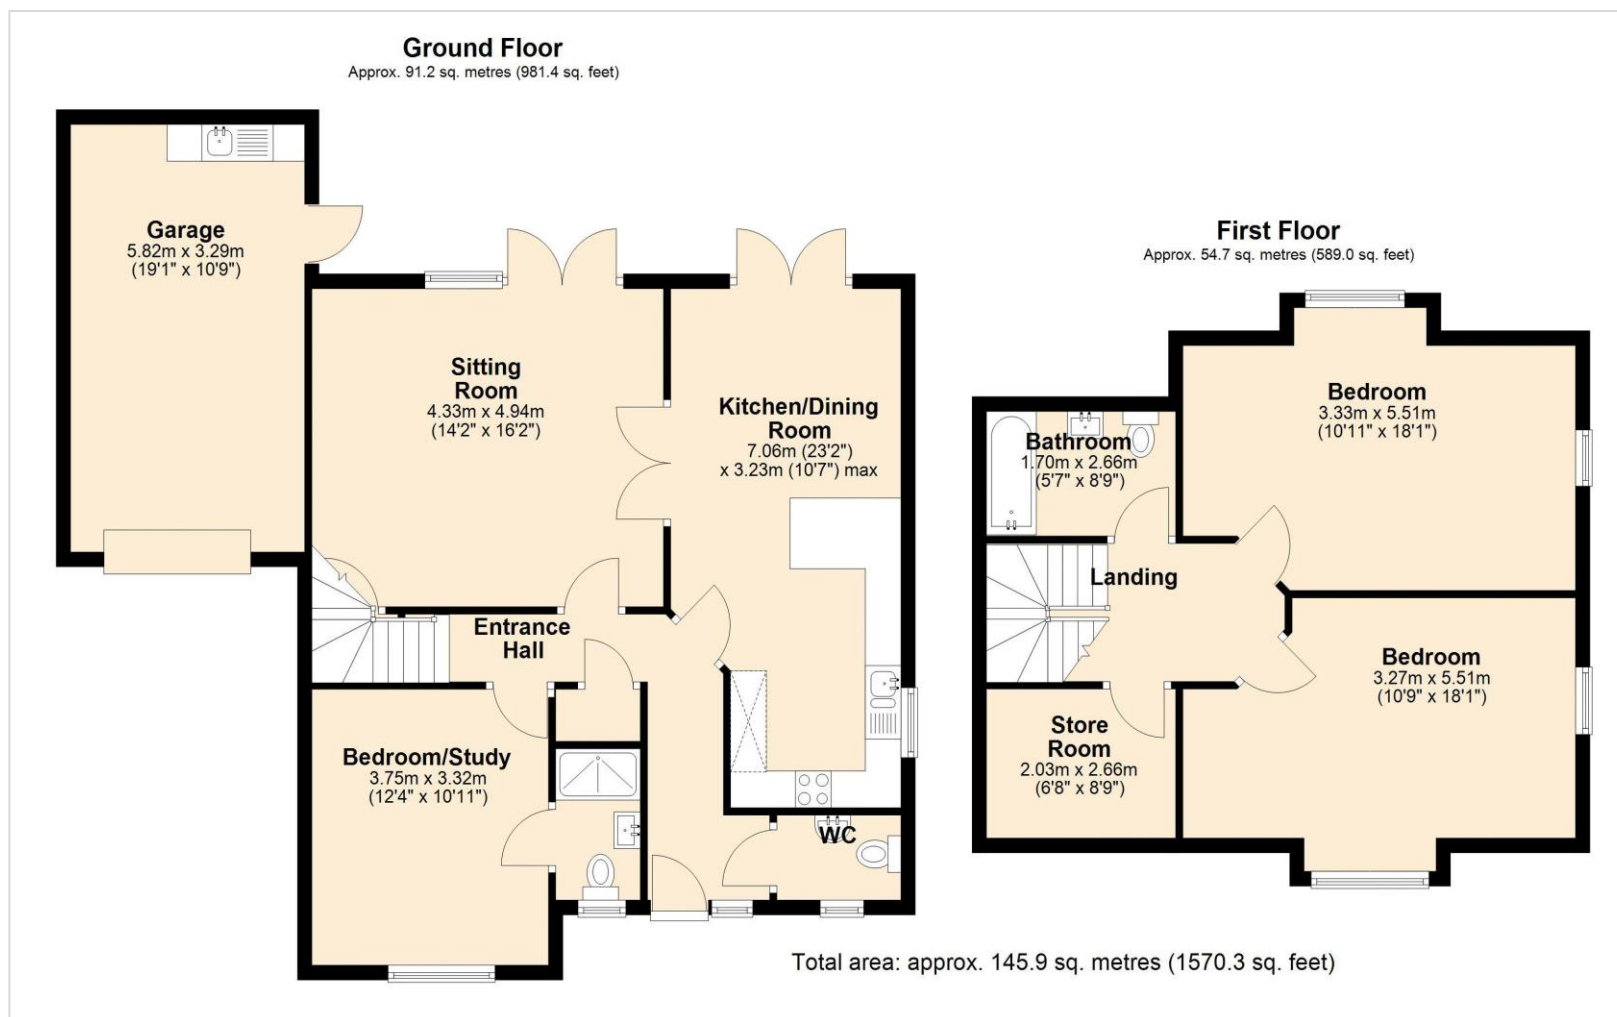 Ground Floor
Approx. 91.2 sq. metres (981.4 sq. feet)
Garage
5.82m x 3.29m
(19'1" x 10'9")
Sitting
Room
4.33m x 4.94m
(14'2" x 16'2")
Kitchen/Dining
Room
7.06m (23'2")
x 3.23m (10'7") max
Entrance
Hall
Bedroom/Study
3.75m x 3.32m
(12'4" x 10'11")
WC
First Floor
Approx. 54.7 sq. metres (589.0 sq. feet)
Bedroom
3.33m x 5.51m
(10'11" x 18'1")
Bathroom
1.70m x 2.66m
(5'7" x 8'9")
Landing
Bedroom
3.27m x 5.51m
(10'9" x 18'1")
Store
Room
2.03m x 2.66m
(6'8" x 8'9")
Total area: approx. 145.9 sq. metres (1570.3 sq. feet)